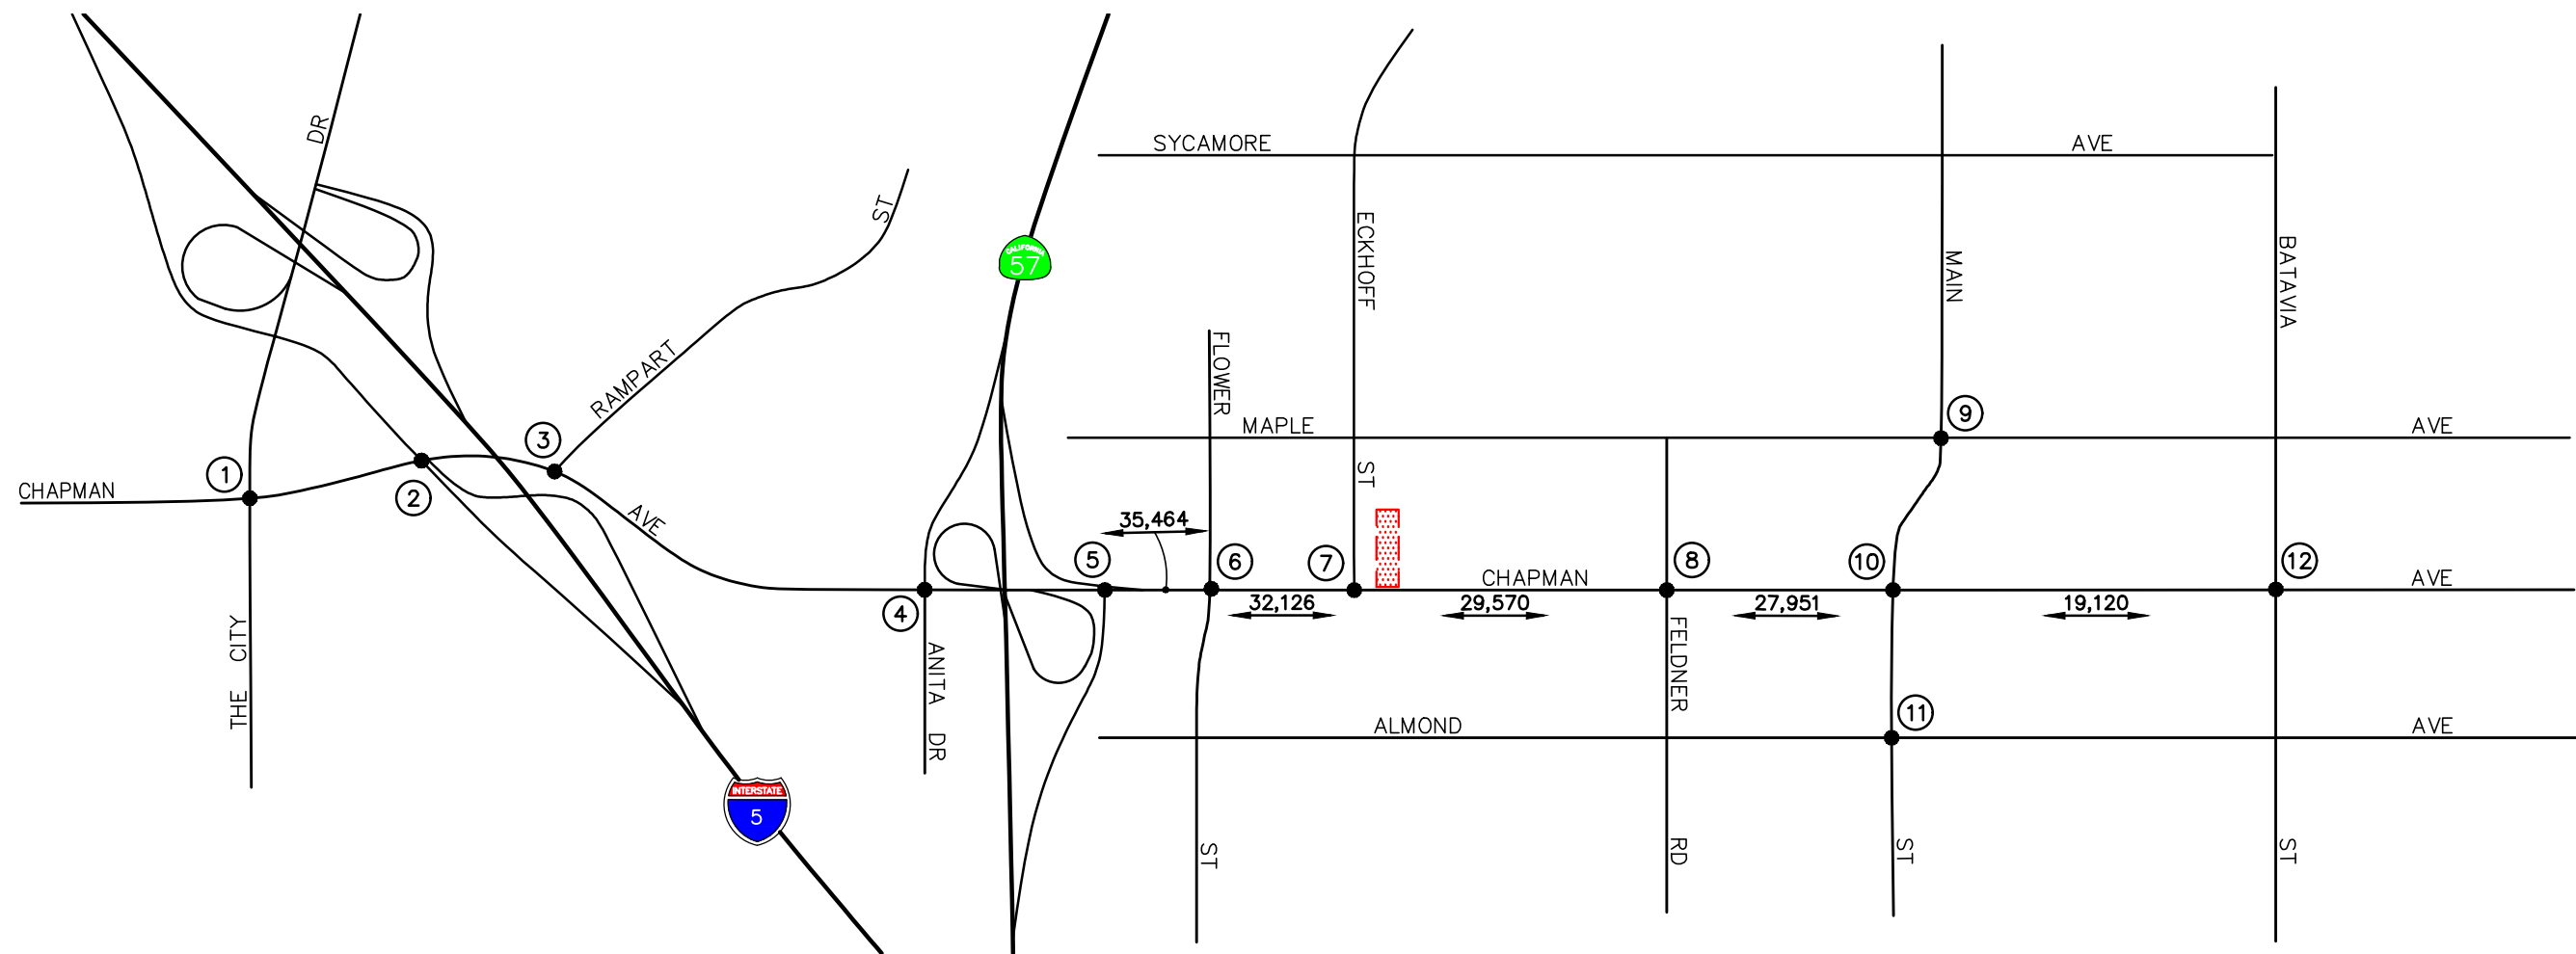 DR
SYCAMORE
AVE
ST
CALIFORNIA
57
ECKHOFF
ST
MAIN
BATAVIA
FLOWER
RAMPART
9
3
MAPLE
AVE
1
2
CHAPMAN
AVE
35,464
5
6
7
8
10
12
CHAPMAN
AVE
4
32,126
29,570
27,951
19,120
THE CITY
ANITA DR
FELDNER
11
ALMOND
AVE
INTERSTATE
5
ST
RD
ST
ST